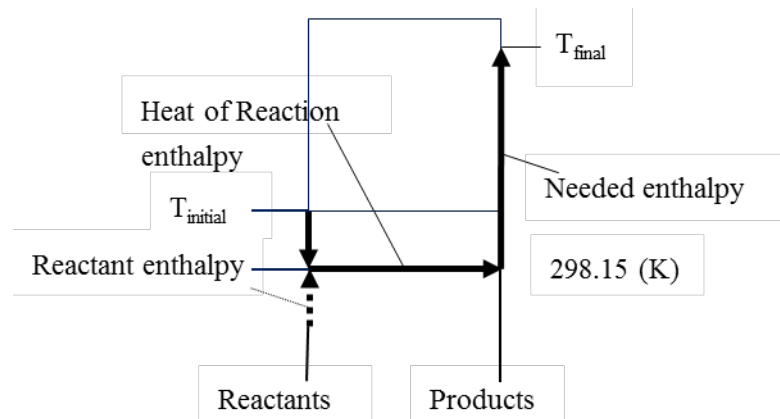 T_final
Heat of Reaction
enthalpy
T_initial
Needed enthalpy
Reactant enthalpy
298.15 (K)
Reactants
Products